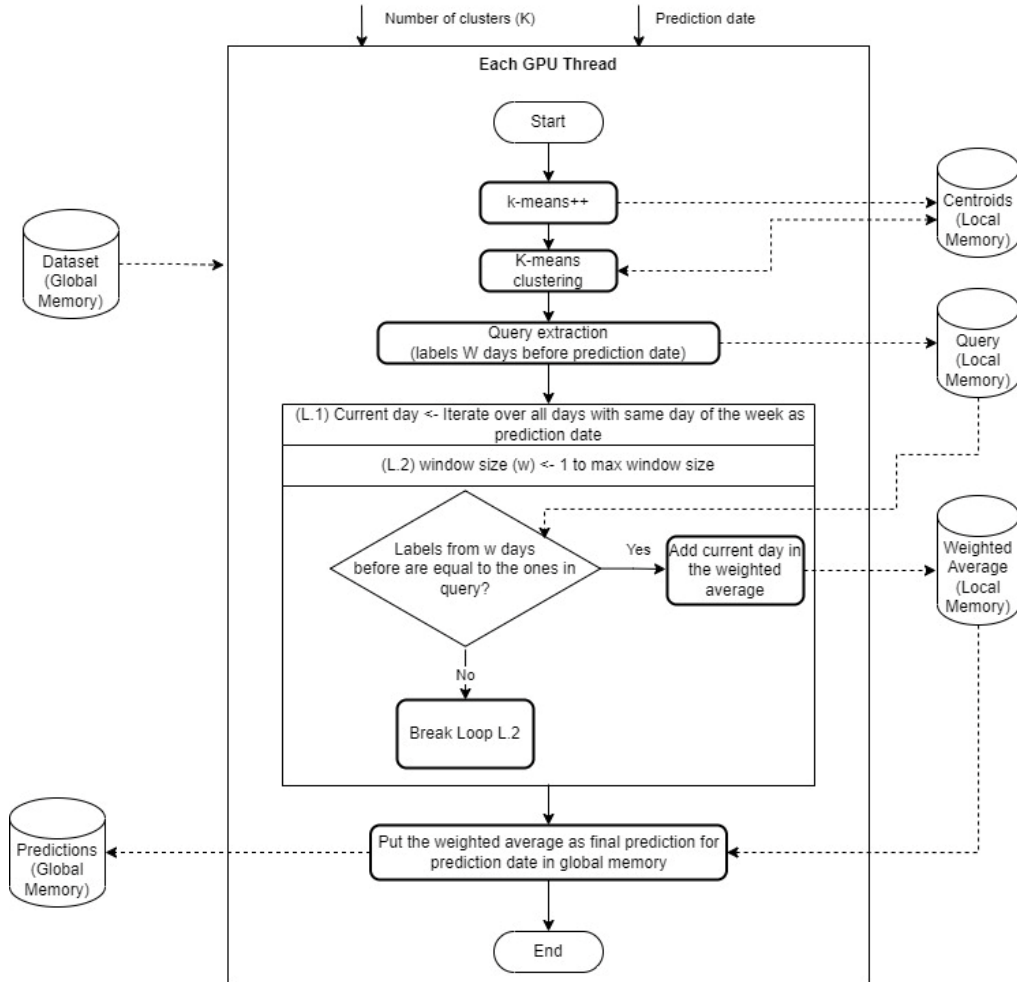 Number of clusters (K)
Prediction date
Each GPU Thread
Start
k-means++
Centroids
(Local
Memory)
Dataset
(Global
Memory)
K-means
clustering
Query extraction
(labels W days before prediction date)
Query
(Local
Memory)
(L.1) Current day <- Iterate over all days with same day of the week as
prediction date
(L.2) window size (w) <- 1 to max window size
Labels from w days
before are equal to the ones in
query?
Yes
Add current day in
the weighted
average
Weighted
Average
(Local
Memory)
No
Break Loop L.2
Put the weighted average as final prediction for
prediction date in global memory
Predictions
(Global
Memory)
End